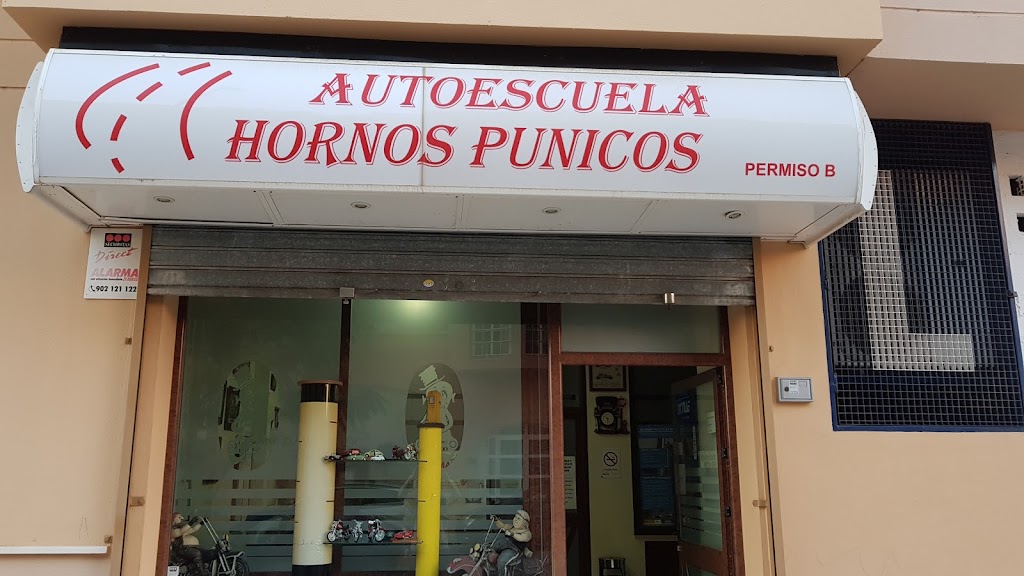 AUTOESCUELA
HORNOS PUNICOS
PERMISO B
SECURITAS
Direct
ALARMA
902 121 122
L